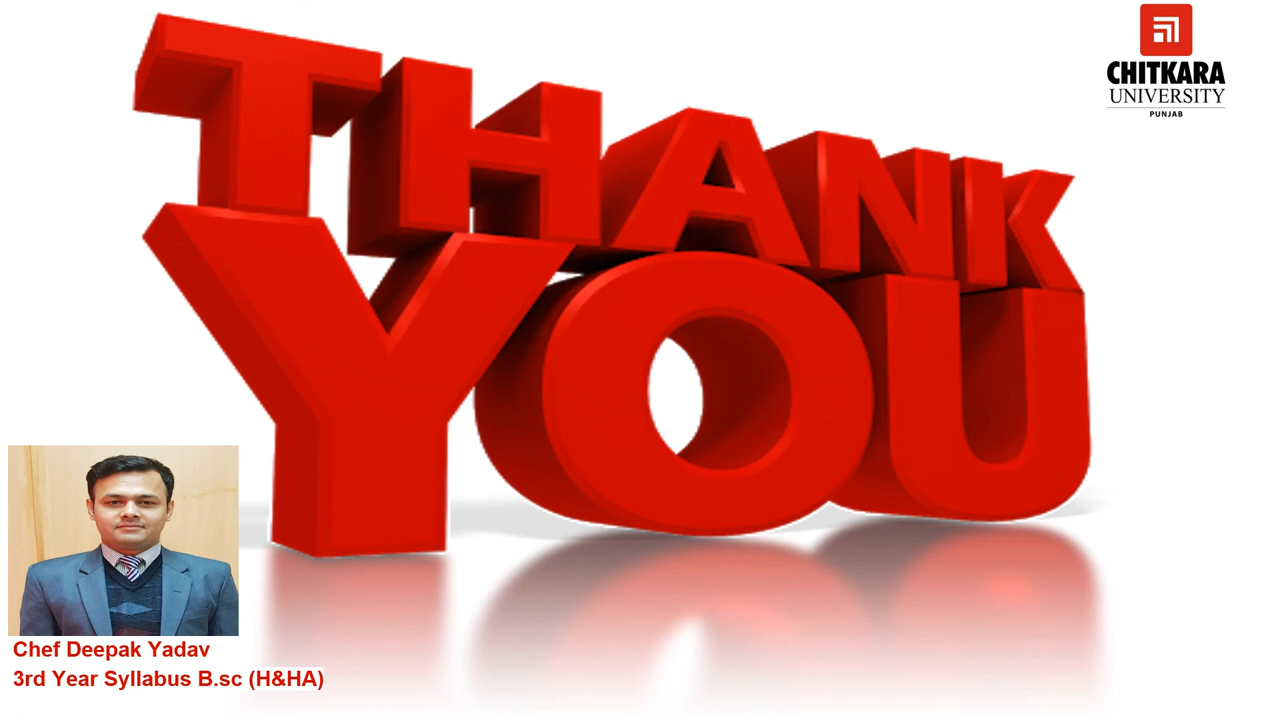 THANK
YOU
CHITKARA
UNIVERSITY
PUNJAB
Chef Deepak Yadav
3rd Year Syllabus B.sc (H&HA)